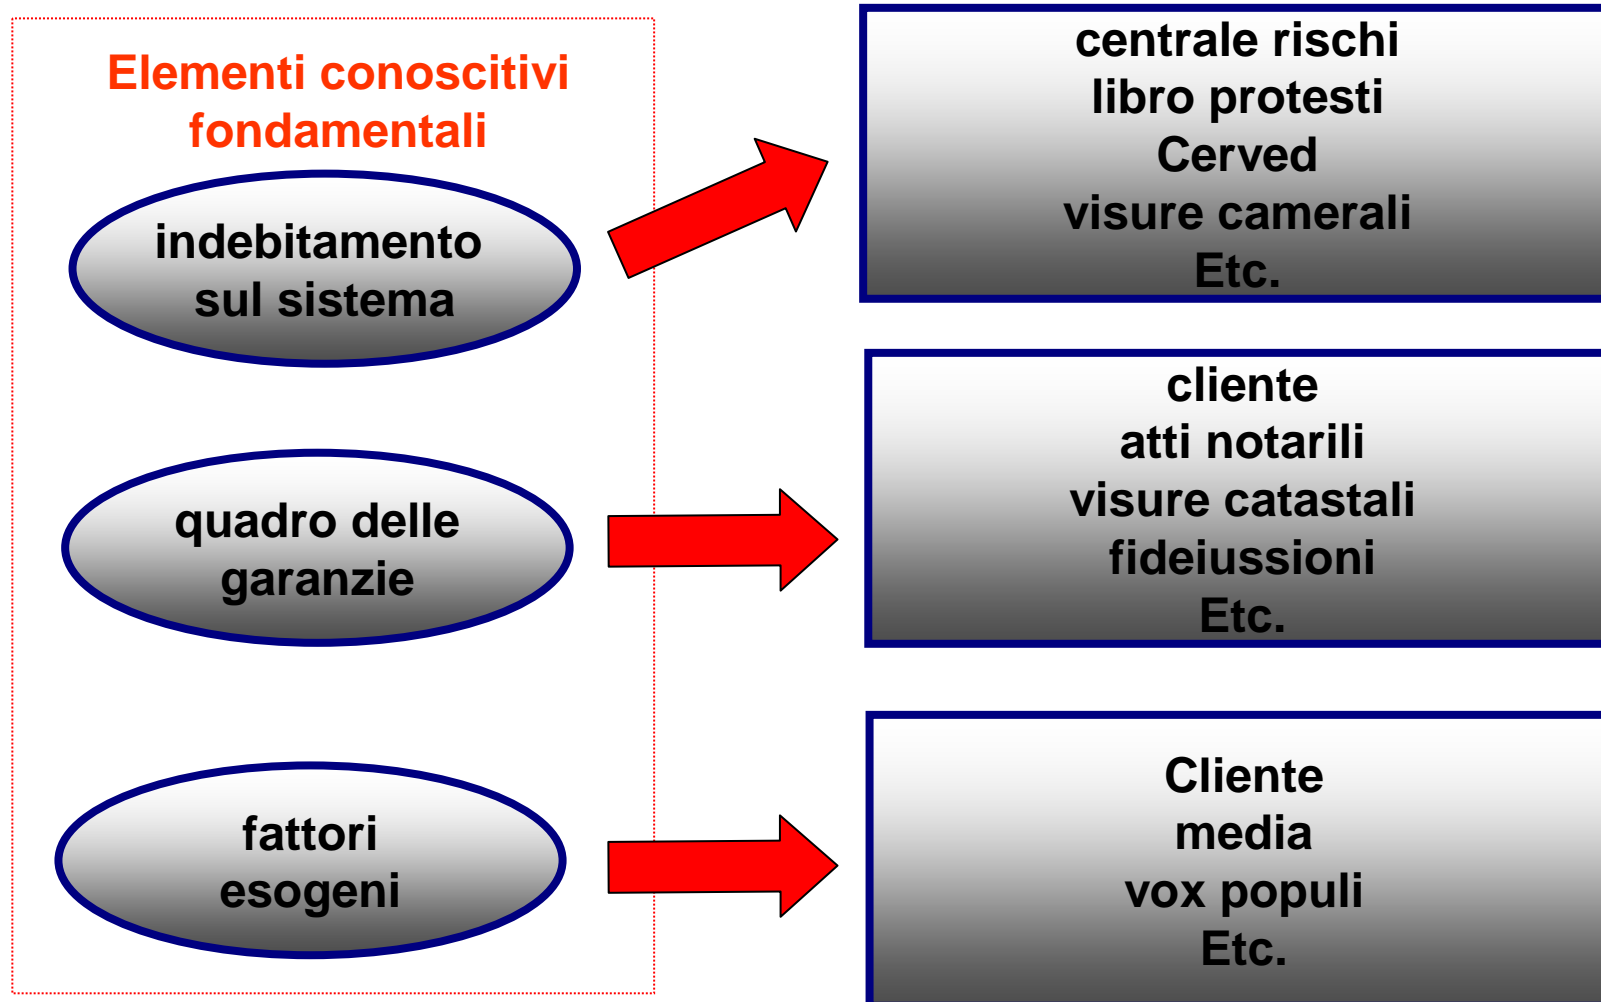 Elementi conoscitivi
fondamentali
indebitamento
sul sistema
centrale rischi
libro protesti
Cerved
visure camerali
Etc.
quadro delle
garanzie
cliente
atti notarili
visure catastali
fideiussioni
Etc.
fattori
esogeni
Cliente
media
vox populi
Etc.